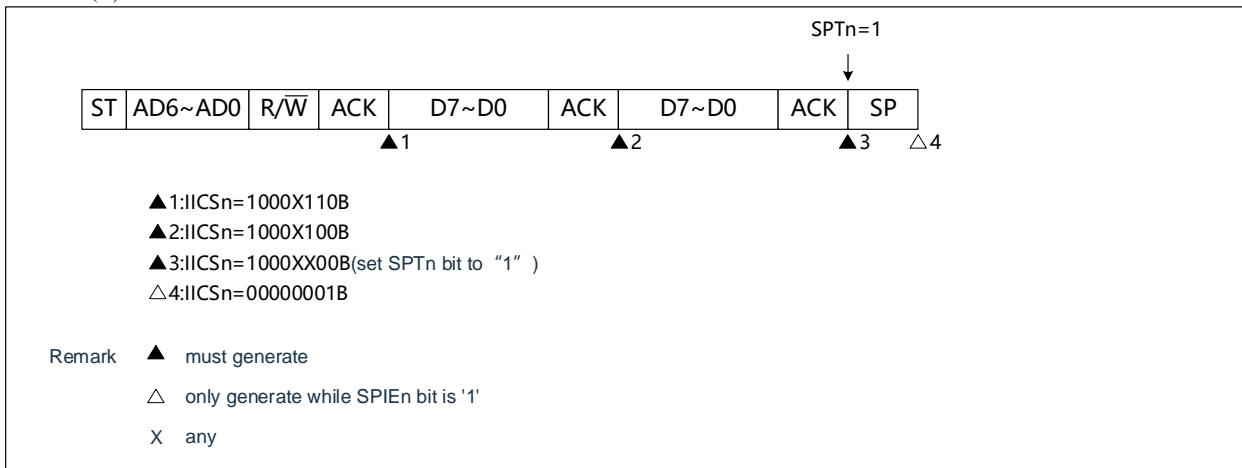 SPTn=1
ST AD6~AD0 R/W̅ ACK D7~D0 ACK D7~D0 ACK SP
▲1 ▲2 ▲3 △4
▲1:IICSn=1000X110B
▲2:IICSn=1000X100B
▲3:IICSn=1000XX00B(set SPTn bit to “1” )
△4:IICSn=00000001B
Remark ▲ must generate
△ only generate while SPIEn bit is '1'
X any